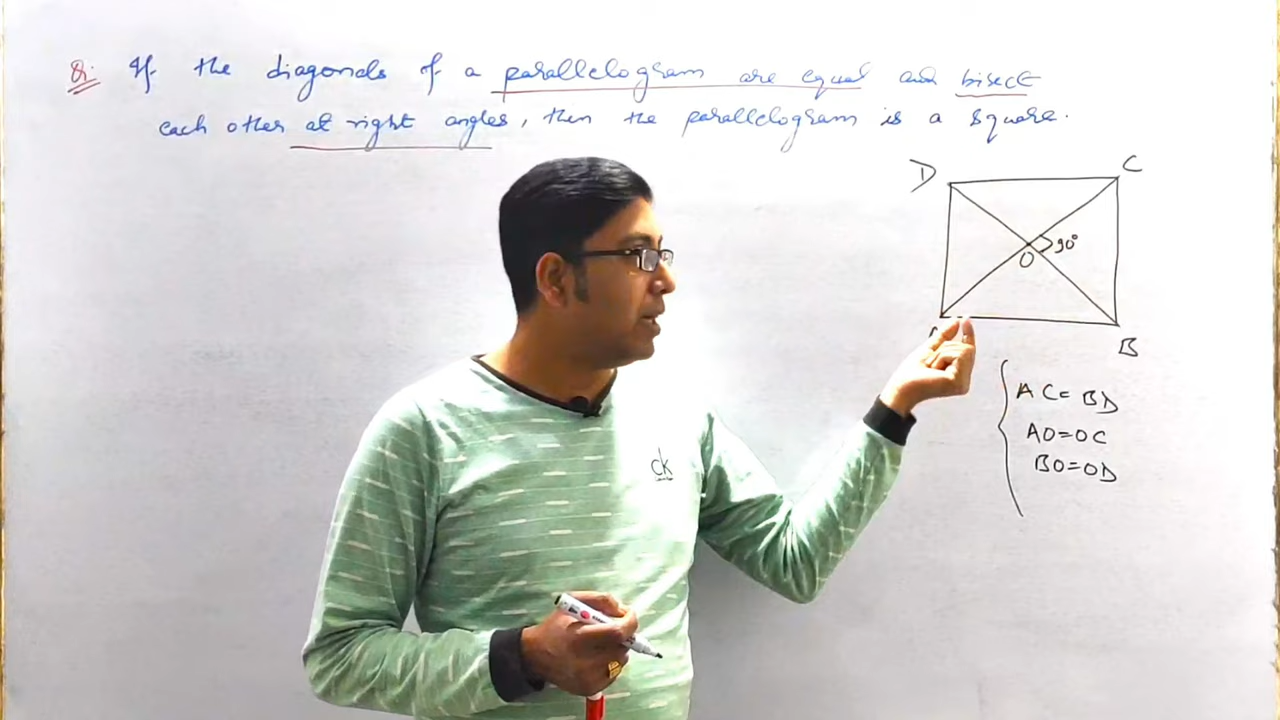 Q. If the diagonals of a parallelogram are equal and bisect
each other at right angles, then the parallelogram is a square.
D C
90°
O
B
AC=BD
AO=OC
BO=OD
ck